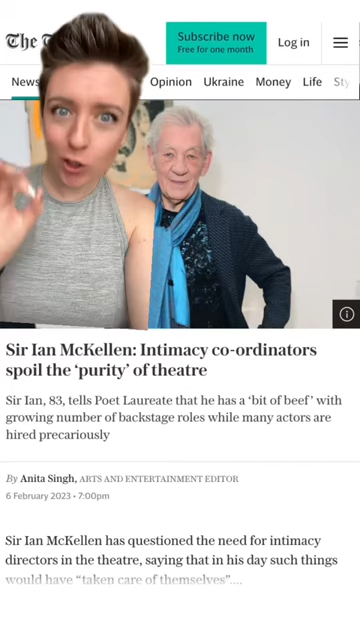 The T
Subscribe now
Free for one month
Log in
News
Opinion Ukraine Money Life Sty
Sir Ian McKellen: Intimacy co-ordinators
spoil the ‘purity’ of theatre
Sir Ian, 83, tells Poet Laureate that he has a ‘bit of beef’ with
growing number of backstage roles while many actors are
hired precariously
By Anita Singh, ARTS AND ENTERTAINMENT EDITOR
6 February 2023 • 7:00pm
Sir Ian McKellen has questioned the need for intimacy
directors in the theatre, saying that in his day such things
would have “taken care of themselves”....